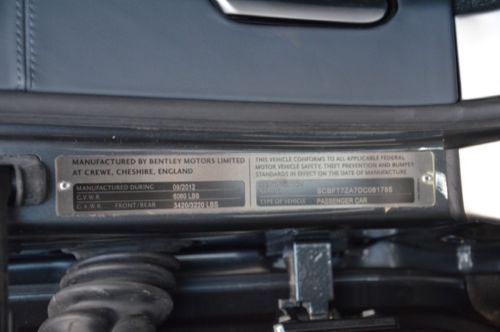 MANUFACTURED BY BENTLEY MOTORS LIMITED
AT CREWE, CHESHIRE, ENGLAND
MANUFACTURED DURING 09/2012
G.V.W.R. 6060 LBS
G.A.W.R. FRONT/REAR 3420/3220 LBS
THIS VEHICLE CONFORMS TO ALL APPLICABLE FEDERAL
MOTOR VEHICLE SAFETY, THEFT PREVENTION AND BUMPER
STANDARDS IN EFFECT ON THE DATE OF MANUFACTURE
TYPE OF VEHICLE PASSENGER CAR